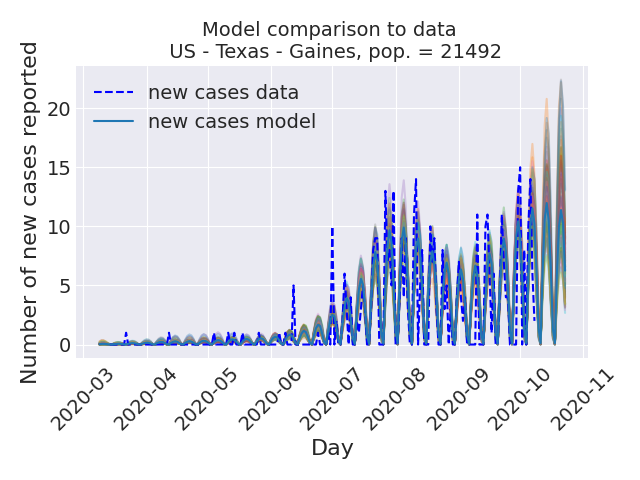 Model comparison to data
US - Texas - Gaines, pop. = 21492
Number of new cases reported
new cases data
new cases model
20
15
10
5
0
2020-03
2020-04
2020-05
2020-06
2020-07
2020-08
2020-09
2020-10
2020-11
Day